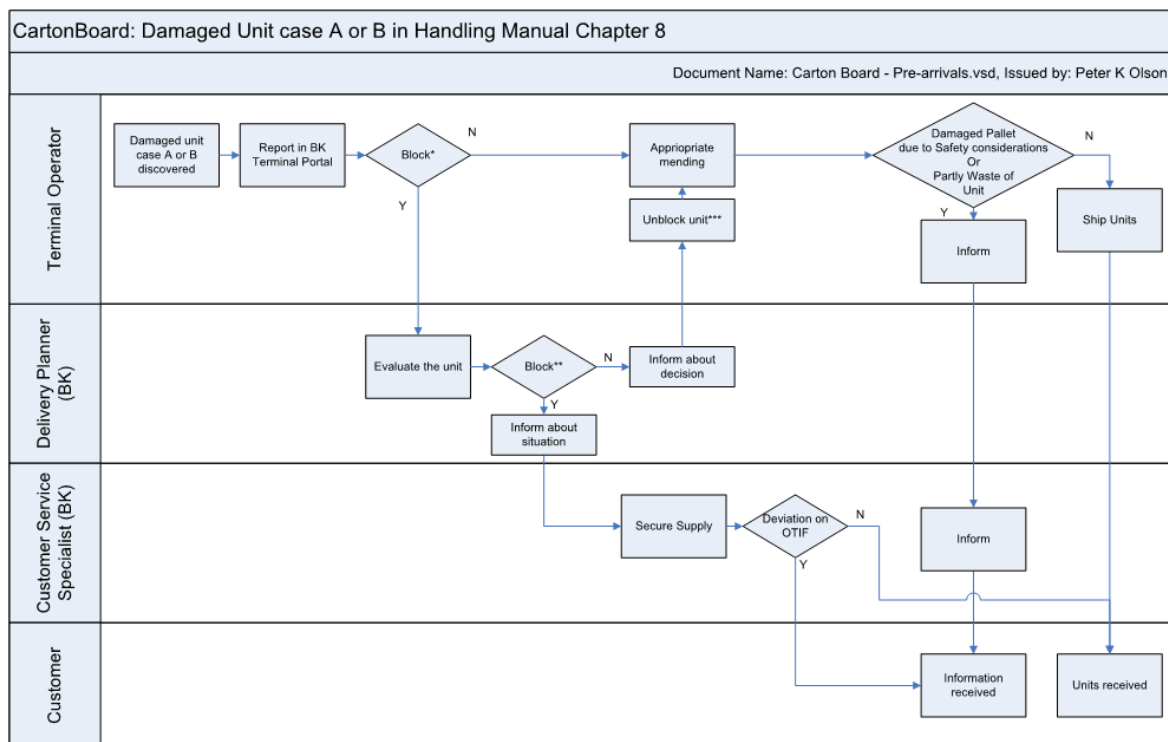 CartonBoard: Damaged Unit case A or B in Handling Manual Chapter 8
Document Name: Carton Board - Pre-arrivals.vsd, Issued by: Peter K Olson
Terminal Operator
Damaged unit
case A or B
discovered
Report in BK
Terminal Portal
Block*
N
Y
Appriopriate
mending
Unblock unit***
Damaged Pallet
due to Safety considerations
Or
Partly Waste of
Unit
N
Y
Inform
Ship Units
Delivery Planner
(BK)
Evaluate the unit
Block**
N
Y
Inform about
decision
Inform about
situation
Customer Service
Specialist (BK)
Secure Supply
Deviation on
OTIF
N
Y
Inform
Customer
Information
received
Units received